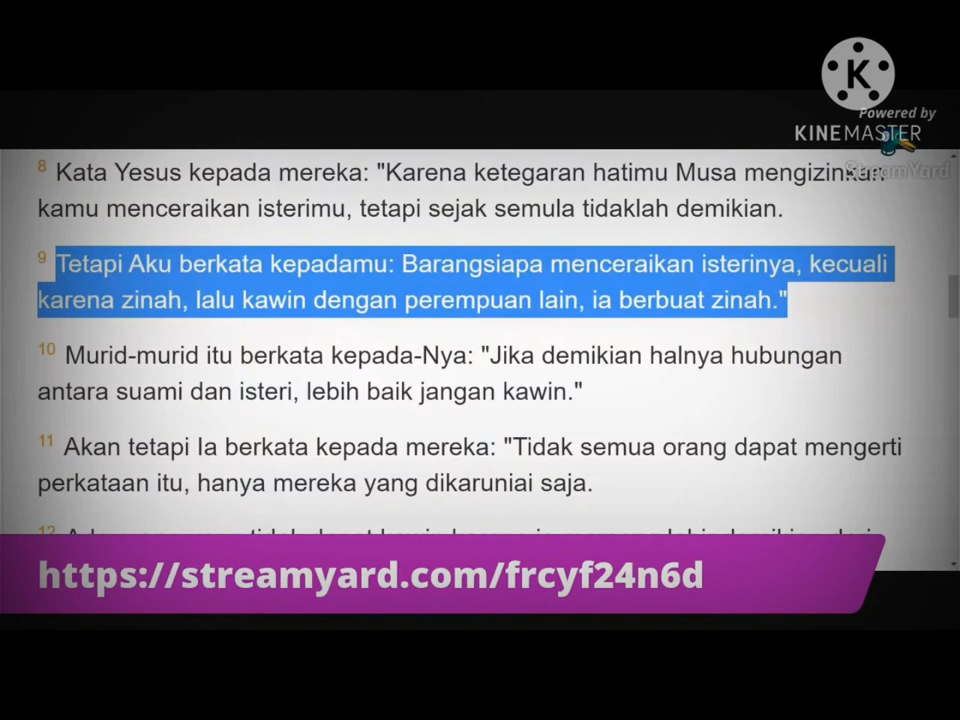 Powered by
KINEMASTER
StreamYard
8 Kata Yesus kepada mereka: "Karena ketegaran hatimu Musa mengizinkan
kamu menceraikan isterimu, tetapi sejak semula tidaklah demikian.
9 Tetapi Aku berkata kepadamu: Barangsiapa menceraikan isterinya, kecuali
karena zinah, lalu kawin dengan perempuan lain, ia berbuat zinah."
10 Murid-murid itu berkata kepada-Nya: "Jika demikian halnya hubungan
antara suami dan isteri, lebih baik jangan kawin."
11 Akan tetapi Ia berkata kepada mereka: "Tidak semua orang dapat mengerti
perkataan itu, hanya mereka yang dikaruniai saja.
12
https://streamyard.com/frcyf24n6d